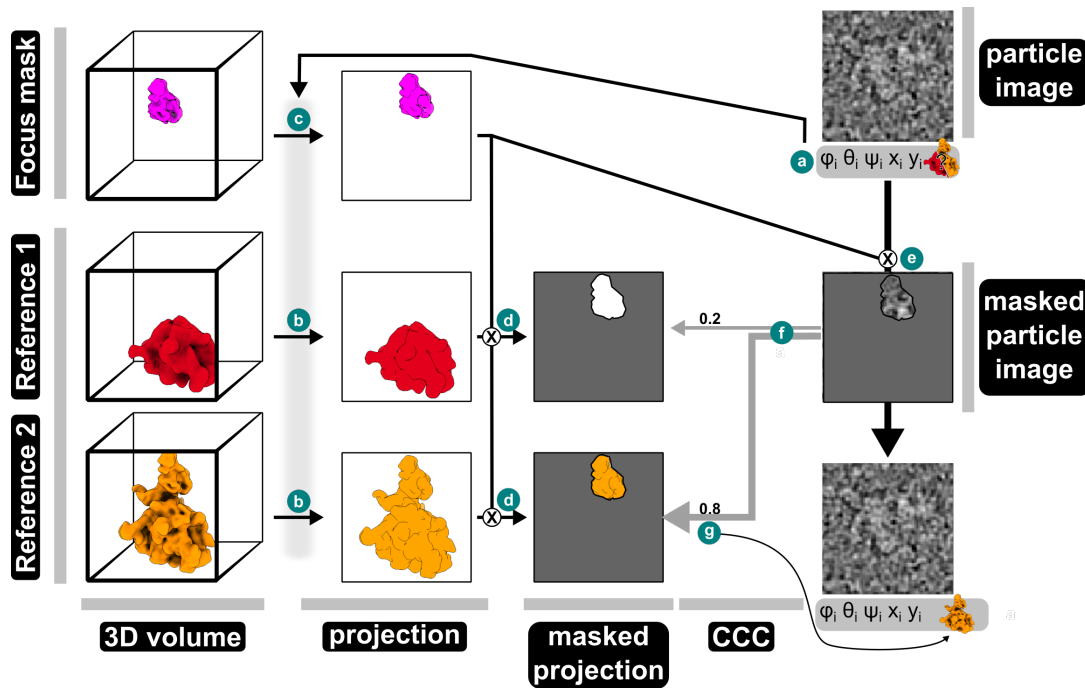 Focus mask
Reference 1
Reference 2
c
a
φi θi ψi xi yi ?
particle
image
X
e
b
X
d
0.2
f
a
masked
particle
image
b
X
d
0.8
g
φi θi ψi xi yi
a
3D volume
projection
masked
projection
CCC